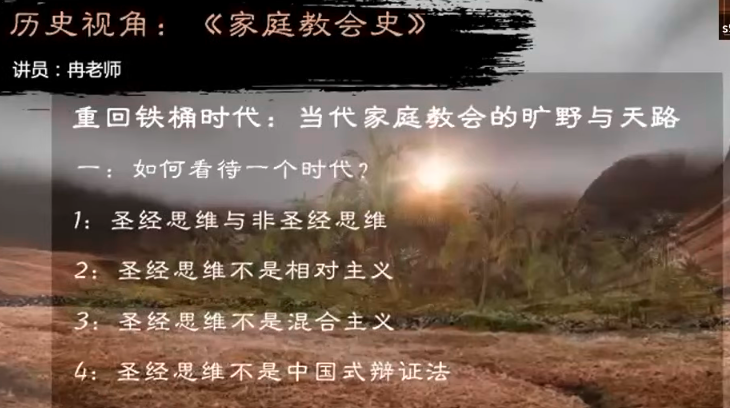 历史视角：《家庭教会史》
讲员：冉老师
重回铁桶时代：当代家庭教会的旷野与天路
一：如何看待一个时代？
1：圣经思维与非圣经思维
2：圣经思维不是相对主义
3：圣经思维不是混合主义
4：圣经思维不是中国式辩证法